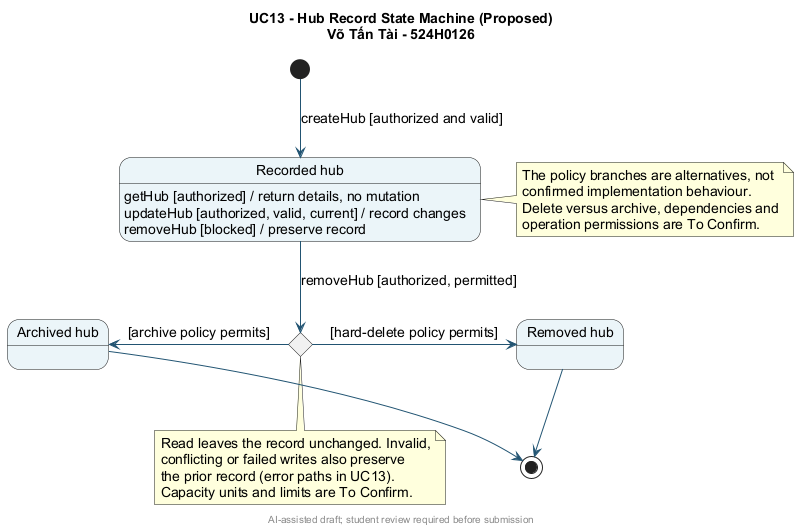 UC13 - Hub Record State Machine (Proposed)
Võ Tấn Tài - 524H0126
createHub [authorized and valid]
Recorded hub
getHub [authorized] / return details, no mutation
updateHub [authorized, valid, current] / record changes
removeHub [blocked] / preserve record
The policy branches are alternatives, not
confirmed implementation behaviour.
Delete versus archive, dependencies and
operation permissions are To Confirm.
removeHub [authorized, permitted]
Archived hub
[archive policy permits]
[hard-delete policy permits]
Removed hub
Read leaves the record unchanged. Invalid,
conflicting or failed writes also preserve
the prior record (error paths in UC13).
Capacity units and limits are To Confirm.
AI-assisted draft; student review required before submission